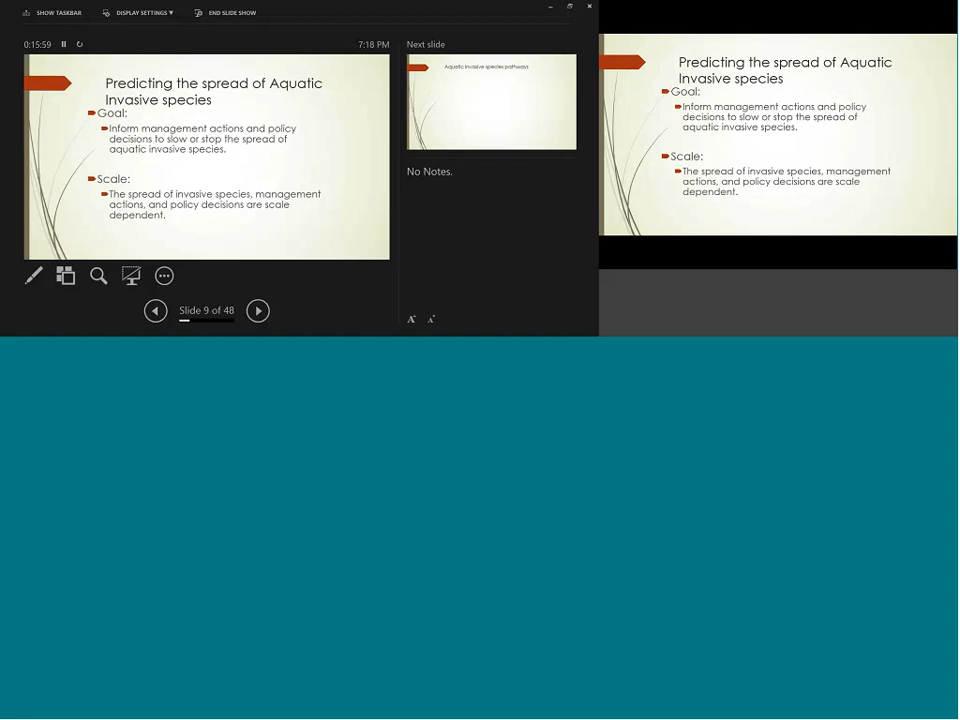 SHOW TASKBAR
DISPLAY SETTINGS ▼
END SLIDE SHOW
0:15:59
7:18 PM
Predicting the spread of Aquatic
Invasive species
Goal:
Inform management actions and policy
decisions to slow or stop the spread of
aquatic invasive species.
Scale:
The spread of invasive species, management
actions, and policy decisions are scale
dependent.
Slide 9 of 48
Next slide
Aquatic Invasive species pathways
No Notes.
A A
Predicting the spread of Aquatic
Invasive species
Goal:
Inform management actions and policy
decisions to slow or stop the spread of
aquatic invasive species.
Scale:
The spread of invasive species, management
actions, and policy decisions are scale
dependent.